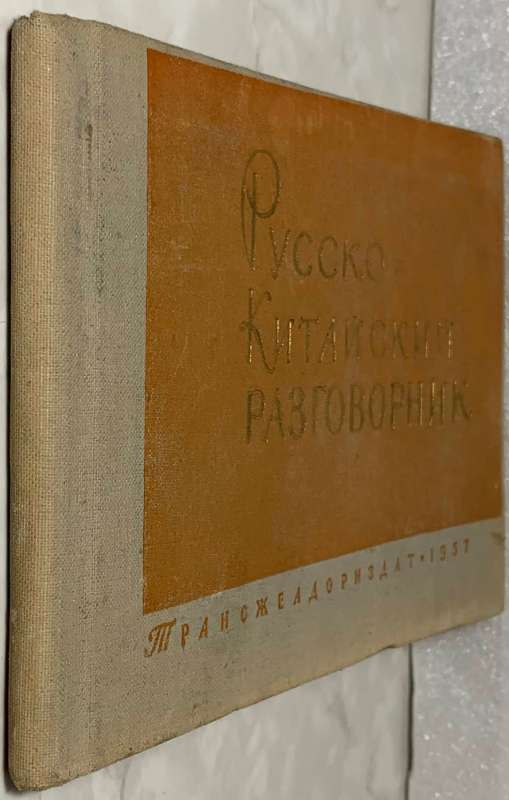 Русско-
Китайский
разговорник
Трансжелдориздат • 1957